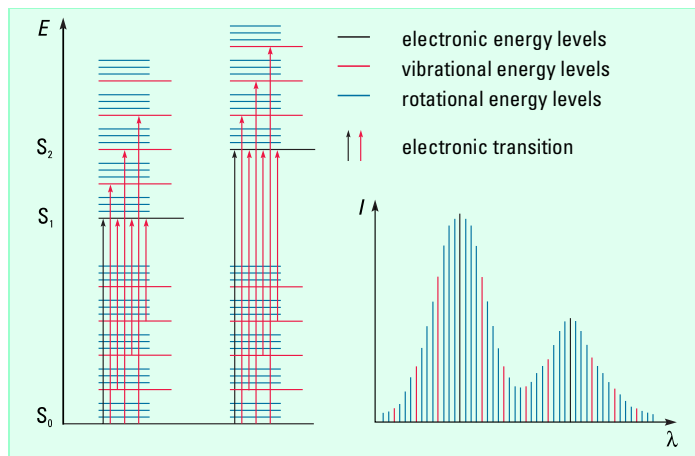 E
S₂
S₁
S₀
electronic energy levels
vibrational energy levels
rotational energy levels
electronic transition
I
λ